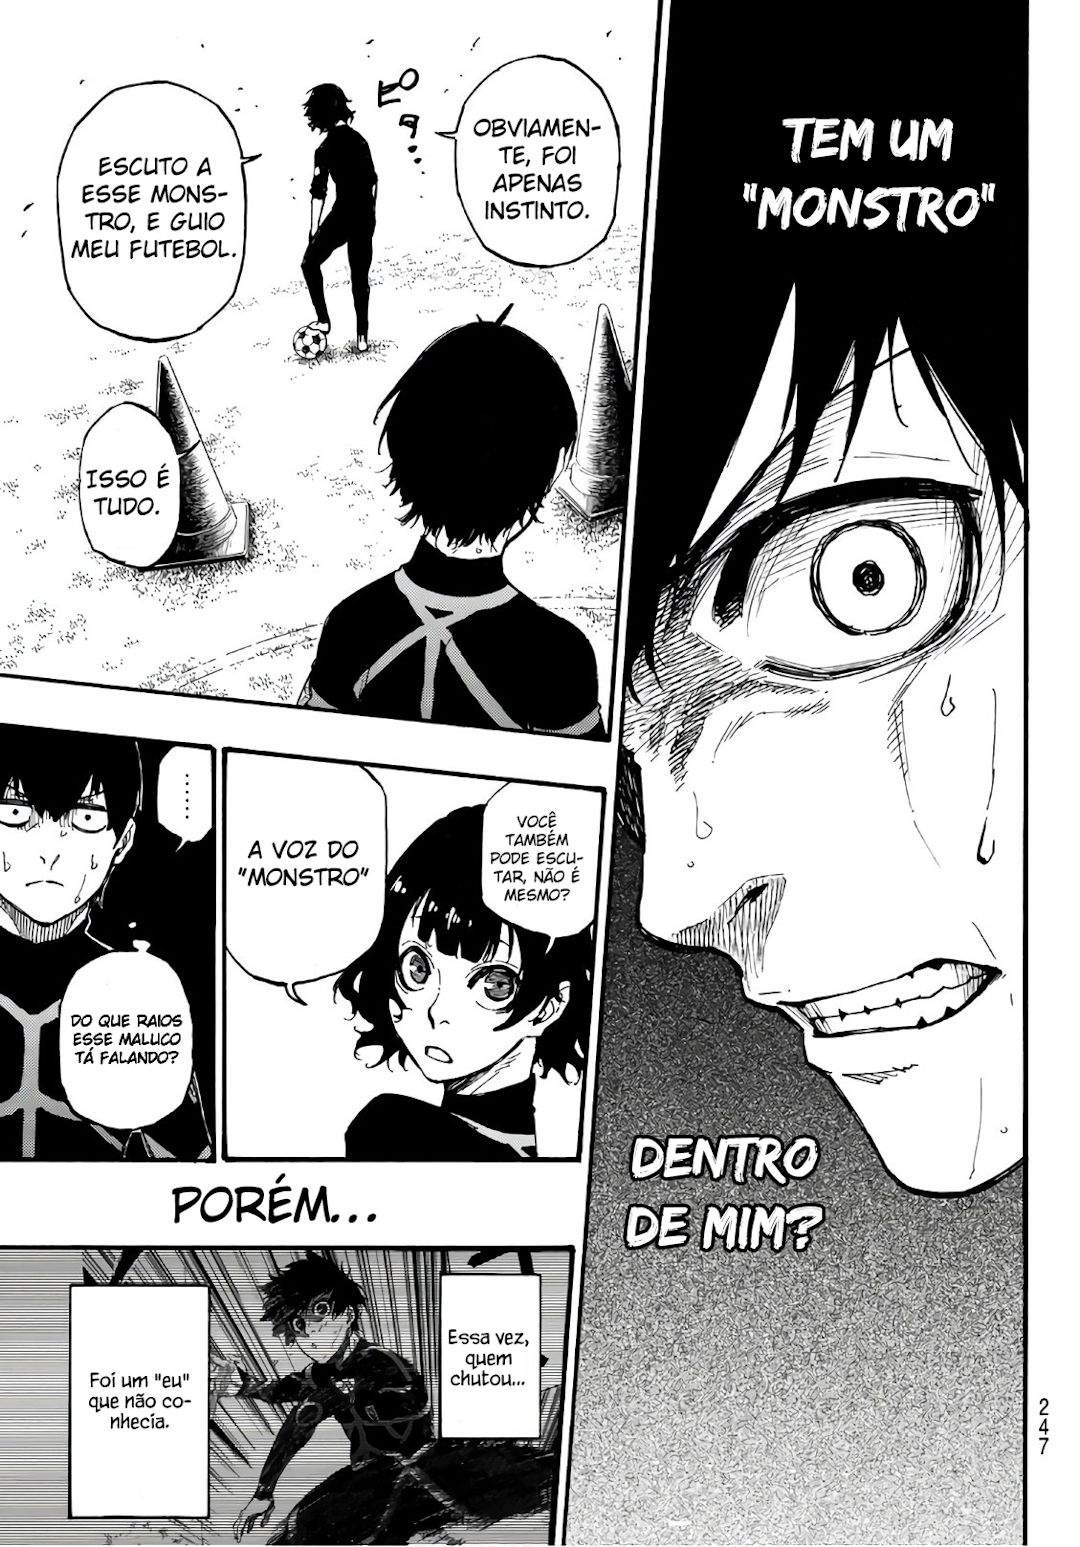 TEM UM
"MONSTRO"
DENTRO
DE MIM?
OBVIAMEN-
TE, FOI
APENAS
INSTINTO.
ピタ...
ESCUTO A
ESSE MONS-
TRO, E GUIO
MEU FUTEBOL.
ISSO É
TUDO.
VOCÊ
TAMBÉM
PODE ESCU-
TAR, NÃO É
MESMO?
A VOZ DO
"MONSTRO"
......
DO QUE RAIOS
ESSE MALUCO
TÁ FALANDO?
PORÉM...
Essa vez,
quem
chutou...
Foi um "eu"
que não co-
nhecia.
247